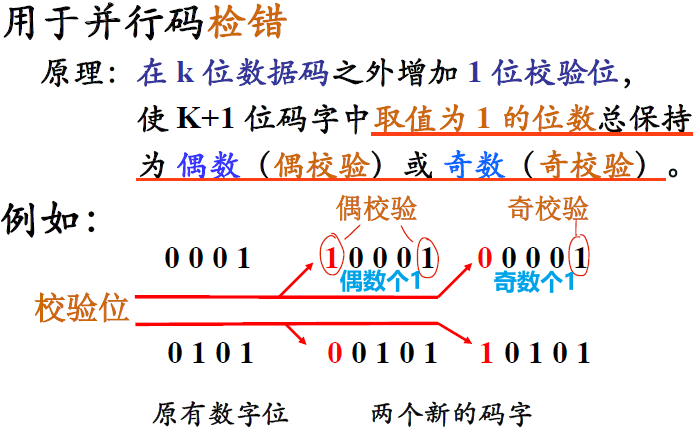 用于并行码检错
原理：在 k 位数据码之外增加 1 位校验位，
使 K+1 位码字中取值为 1 的位数总保持
为 偶数（偶校验）或 奇数（奇校验）。
例如：
偶校验 奇校验
0 0 0 1 1 0 0 0 1 0 0 0 0 1
偶数个1 奇数个1
校验位
0 1 0 1 0 0 1 0 1 1 0 1 0 1
原有数字位 两个新的码字